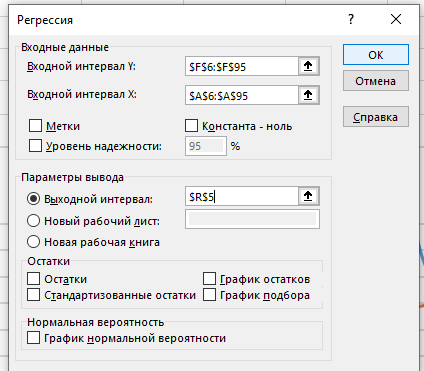 Регрессия
?
×
Входные данные
Входной интервал Y:
$F$6:$F$95
Входной интервал X:
$A$6:$A$95
Метки
Константа - ноль
Уровень надежности:
95
%
OK
Отмена
Справка
Параметры вывода
Выходной интервал:
$R$5
Новый рабочий лист:
Новая рабочая книга
Остатки
Остатки
График остатков
Стандартизованные остатки
График подбора
Нормальная вероятность
График нормальной вероятности